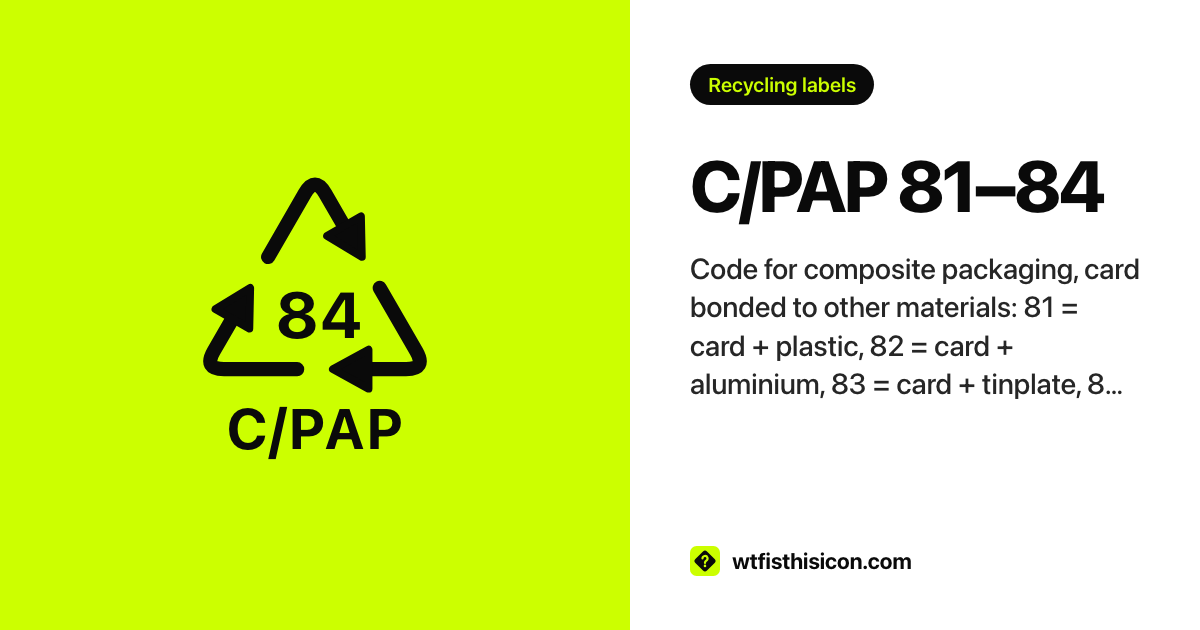 84
C/PAP
Recycling labels
C/PAP 81–84
Code for composite packaging, card
bonded to other materials: 81 =
card + plastic, 82 = card +
aluminium, 83 = card + tinplate, 8...
?
wtfisthisicon.com